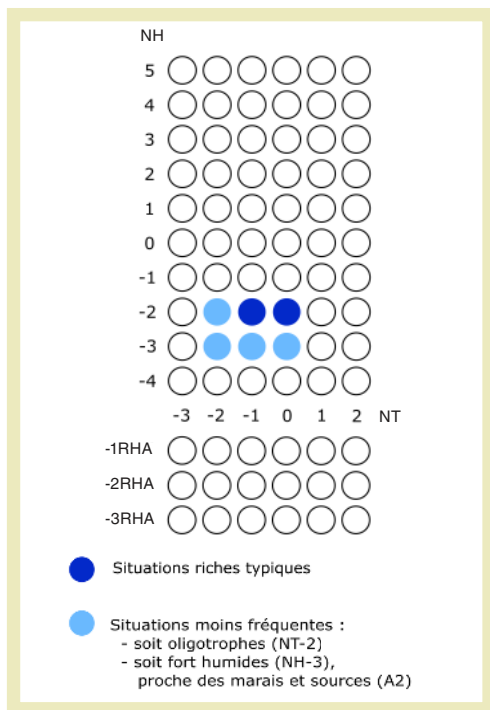 NH
5
4
3
2
1
0
-1
-2
-3
-4
-3 -2 -1 0 1 2 NT
-1RHA
-2RHA
-3RHA
Situations riches typiques
Situations moins fréquentes :
- soit oligotrophes (NT-2)
- soit fort humides (NH-3),
proche des marais et sources (A2)